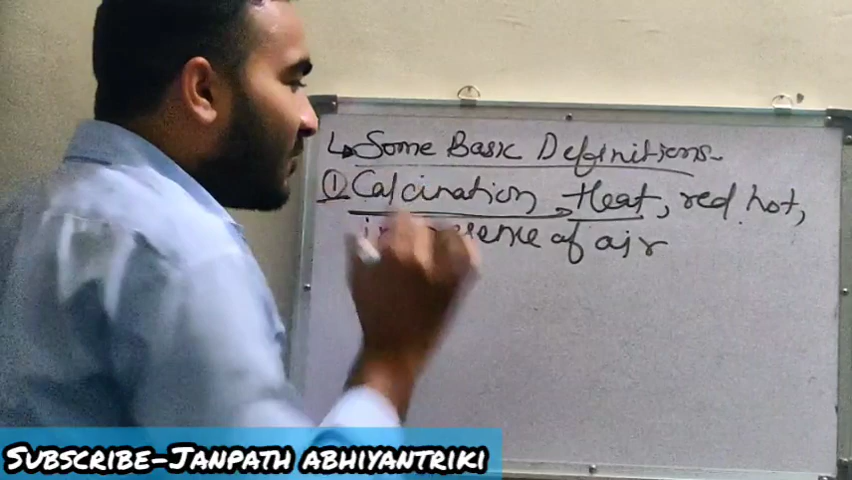 ↳ Some Basic Definitions-
① Calcination → Heat, red hot,
of air
SUBSCRIBE-JANPATH ABHIYANTRIKI